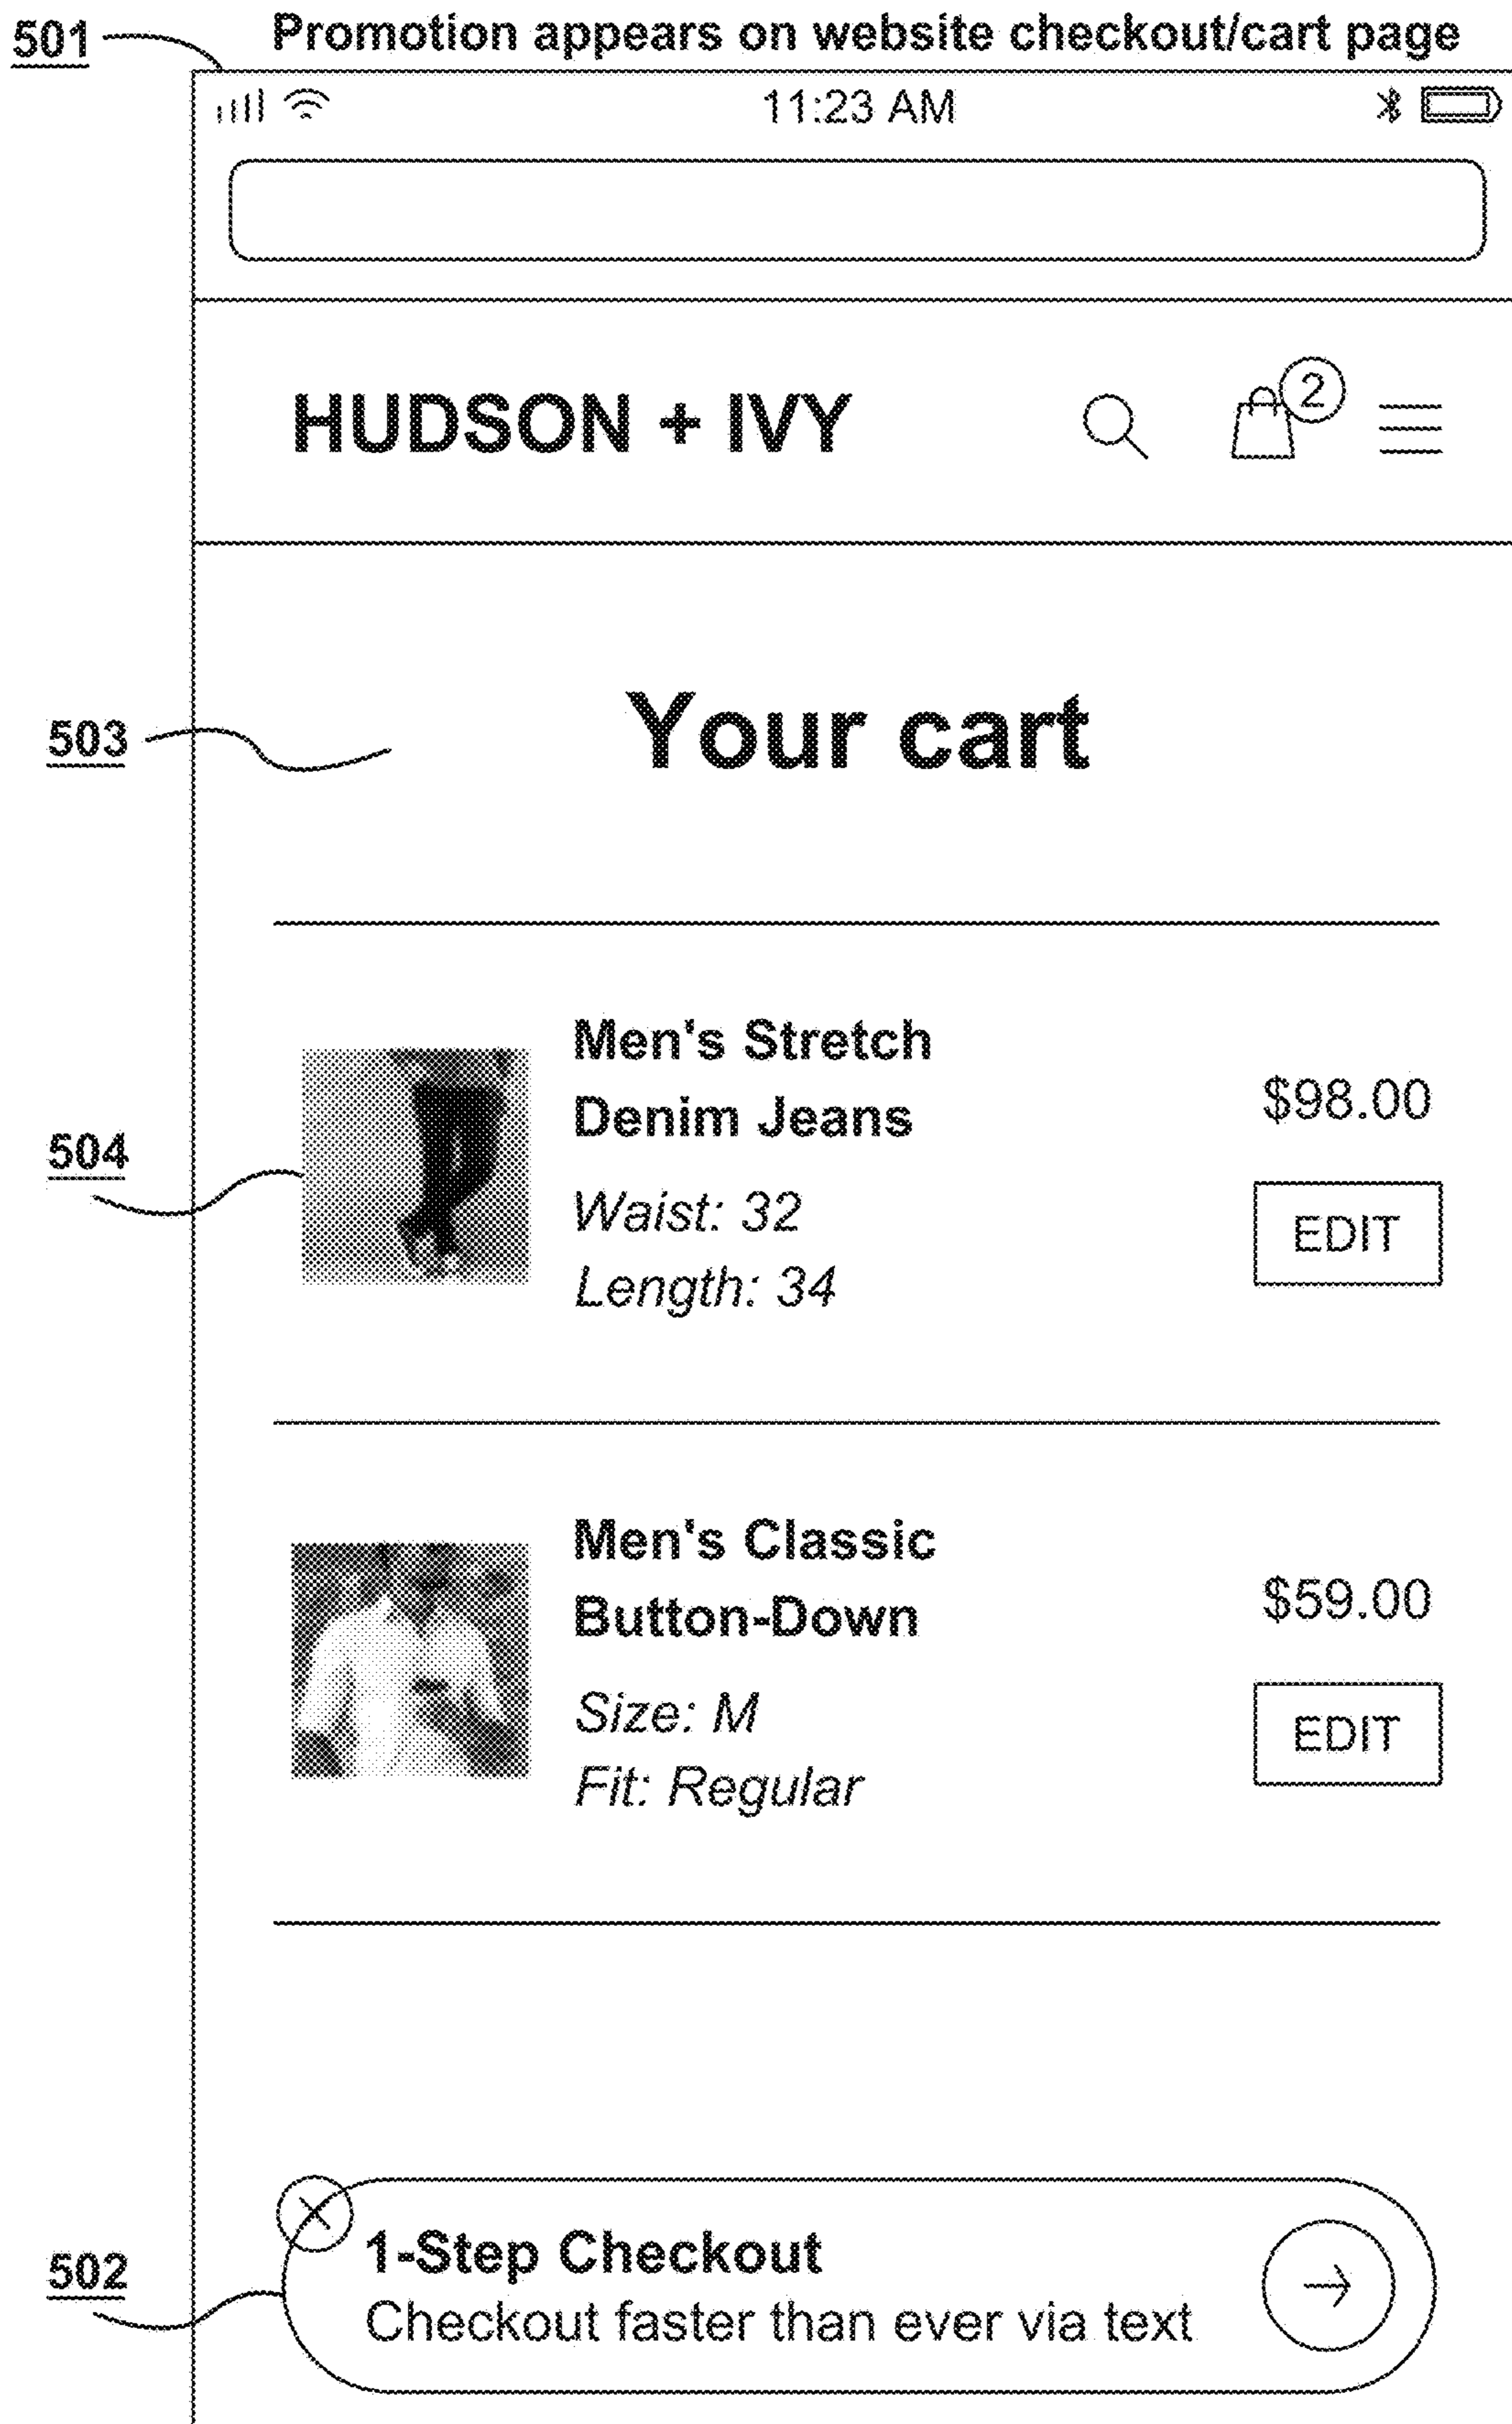 501
Promotion appears on website checkout/cart page
11:23 AM
HUDSON + IVY
2
503
Your cart
504
Men's Stretch
Denim Jeans
$98.00
Waist: 32
EDIT
Length: 34
Men's Classic
Button-Down
$59.00
Size: M
EDIT
Fit: Regular
502
1-Step Checkout
Checkout faster than ever via text